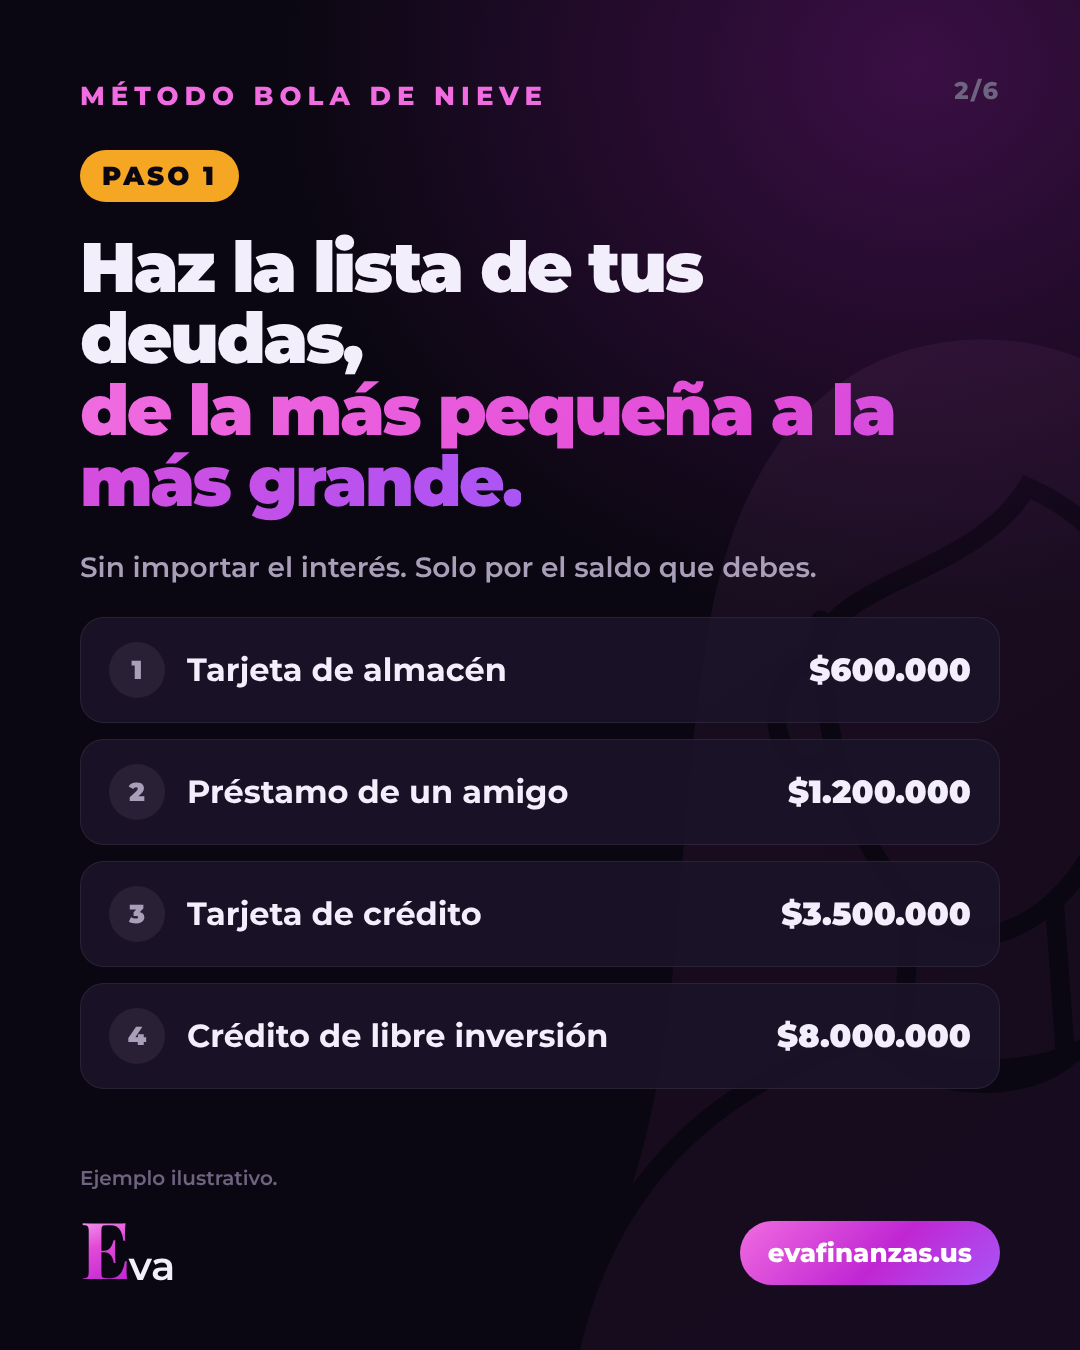 MÉTODO BOLA DE NIEVE
2/6
PASO 1
Haz la lista de tus
deudas,
de la más pequeña a la
más grande.
Sin importar el interés. Solo por el saldo que debes.
1 Tarjeta de almacén $600.000
2 Préstamo de un amigo $1.200.000
3 Tarjeta de crédito $3.500.000
4 Crédito de libre inversión $8.000.000
Ejemplo ilustrativo.
Eva
evafinanzas.us